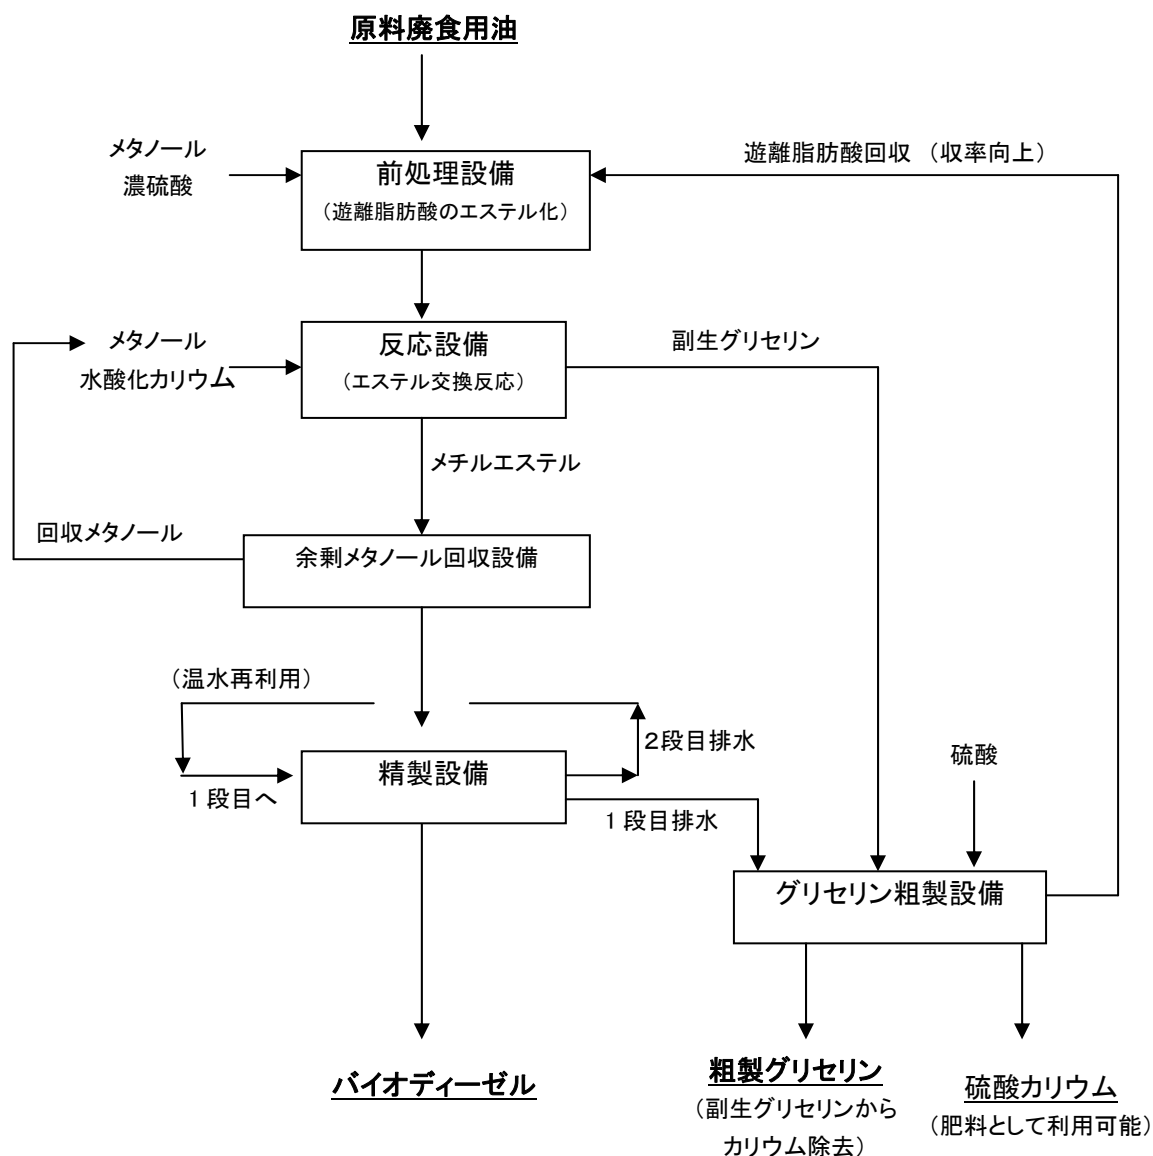 原料廃食用油
メタノール
濃硫酸
前処理設備
（遊離脂肪酸のエステル化）
遊離脂肪酸回収 （収率向上）
メタノール
水酸化カリウム
反応設備
（エステル交換反応）
副生グリセリン
メチルエステル
回収メタノール
余剰メタノール回収設備
（温水再利用）
2段目排水
1段目へ
精製設備
1段目排水
硫酸
グリセリン粗製設備
バイオディーゼル
粗製グリセリン
（副生グリセリンから
カリウム除去）
硫酸カリウム
（肥料として利用可能）